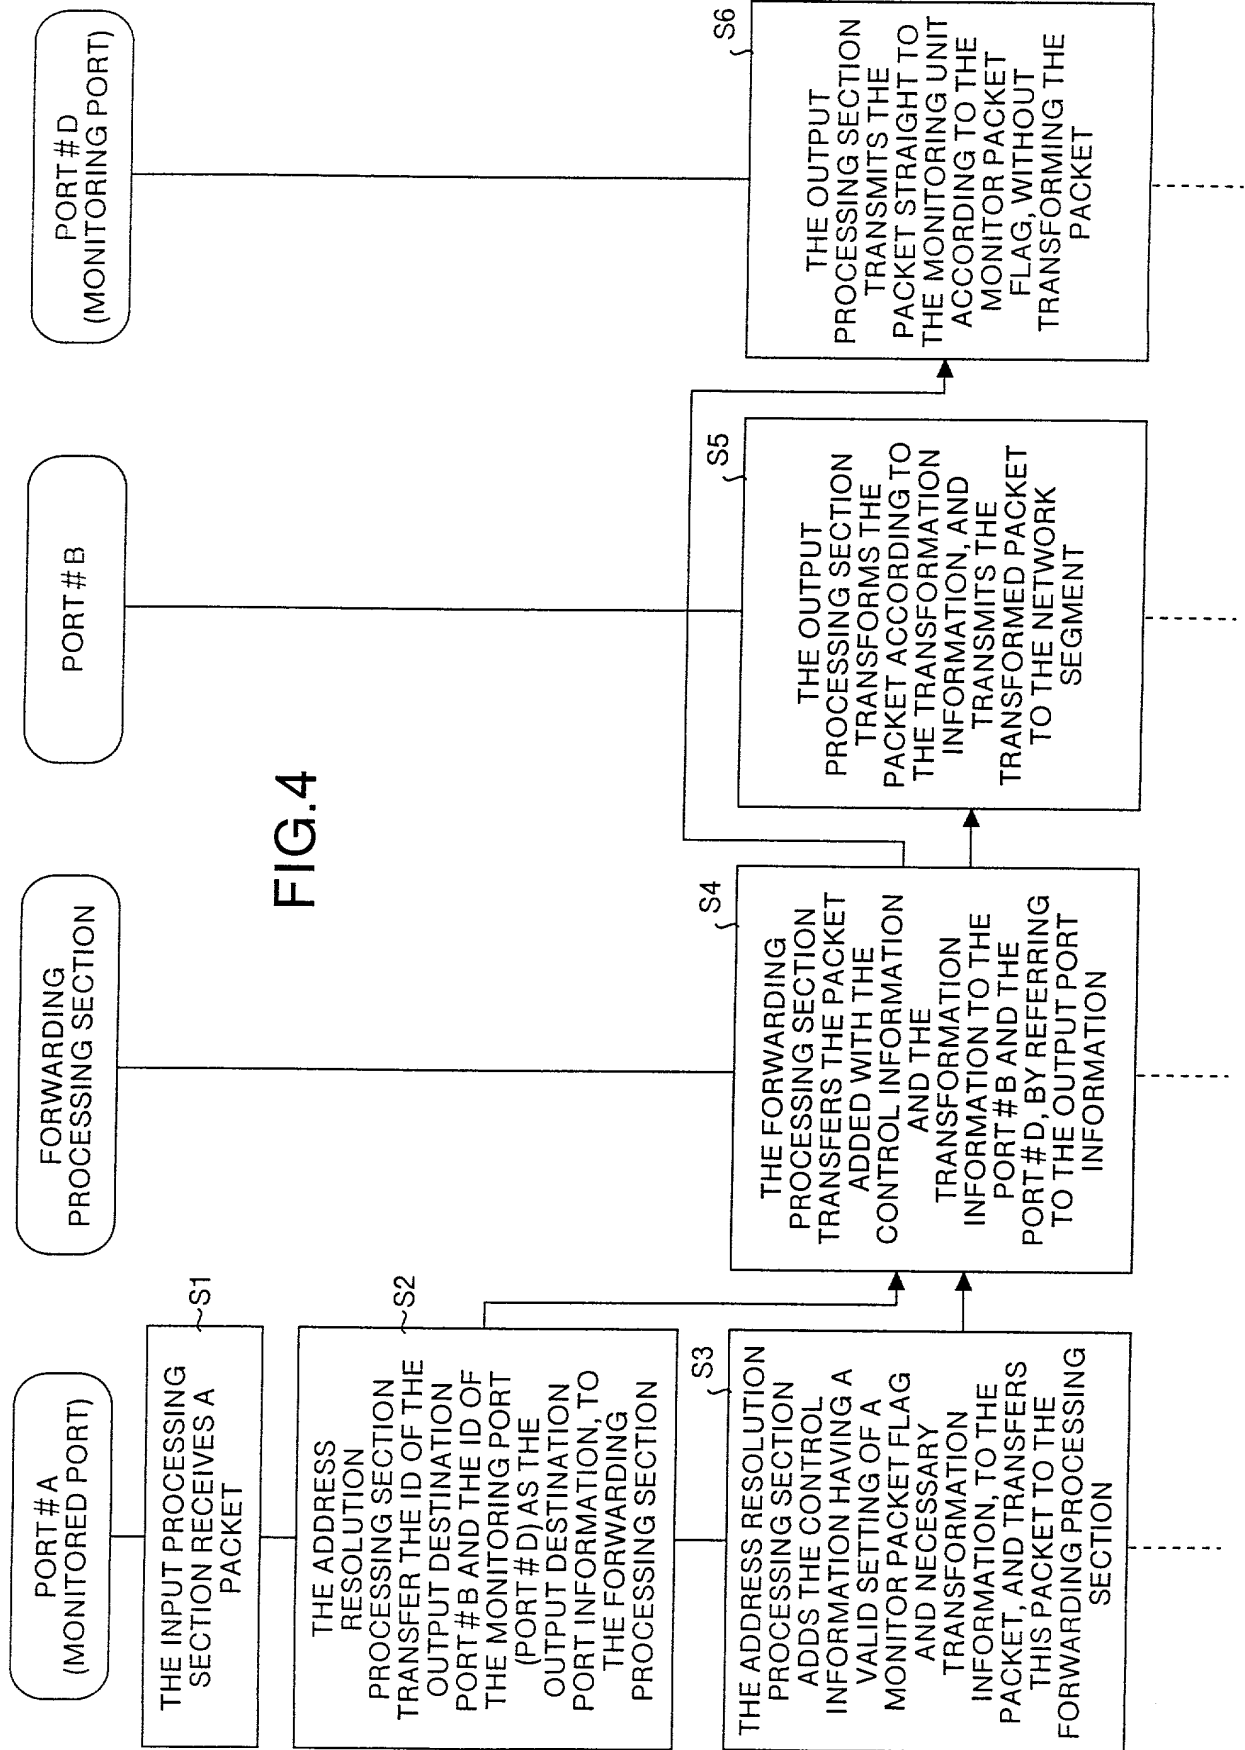 FIG.4
PORT#A
(MONITORED PORT)
FORWARDING
PROCESSING SECTION
PORT#B
PORT#D
(MONITORING PORT)
S1
THE INPUT PROCESSING
SECTION RECEIVES A
PACKET
S2
THE ADDRESS
RESOLUTION
PROCESSING SECTION
TRANSFER THE ID OF THE
OUTPUT DESTINATION
PORT#B AND THE ID OF
THE MONITORING PORT
(PORT#D) AS THE
OUTPUT DESTINATION
PORT INFORMATION, TO
THE FORWARDING
PROCESSING SECTION
S3
THE ADDRESS RESOLUTION
PROCESSING SECTION
ADDS THE CONTROL
INFORMATION HAVING A
VALID SETTING OF A
MONITOR PACKET FLAG
AND NECESSARY
TRANSFORMATION
INFORMATION, TO THE
PACKET, AND TRANSFERS
THIS PACKET TO THE
FORWARDING PROCESSING
SECTION
S4
THE FORWARDING
PROCESSING SECTION
TRANSFERS THE PACKET
ADDED WITH THE
CONTROL INFORMATION
AND THE
TRANSFORMATION
INFORMATION TO THE
PORT#B AND THE
PORT#D, BY REFERRING
TO THE OUTPUT PORT
INFORMATION
S5
THE OUTPUT
PROCESSING SECTION
TRANSFORMS THE
PACKET ACCORDING TO
THE TRANSFORMATION
INFORMATION, AND
TRANSMITS THE
TRANSFORMED PACKET
TO THE NETWORK
SEGMENT
S6
THE OUTPUT
PROCESSING SECTION
TRANSMITS THE
PACKET STRAIGHT TO
THE MONITORING UNIT
ACCORDING TO THE
MONITOR PACKET
FLAG, WITHOUT
TRANSFORMING THE
PACKET